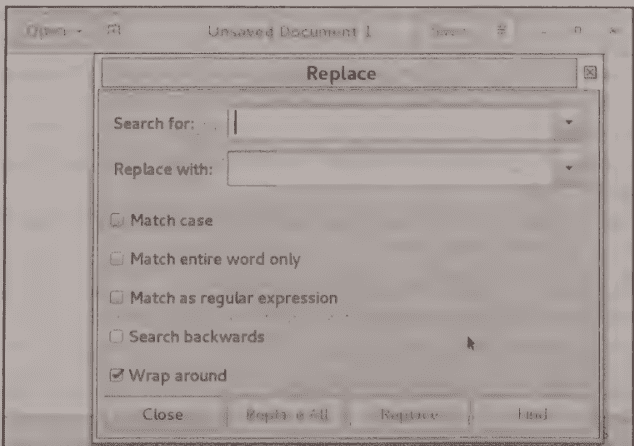 Open Unsaved Document 1 Save
Replace
Search for:
Replace with:
Match case
Match entire word only
Match as regular expression
Search backwards
Wrap around
Close Replace All Replace Find